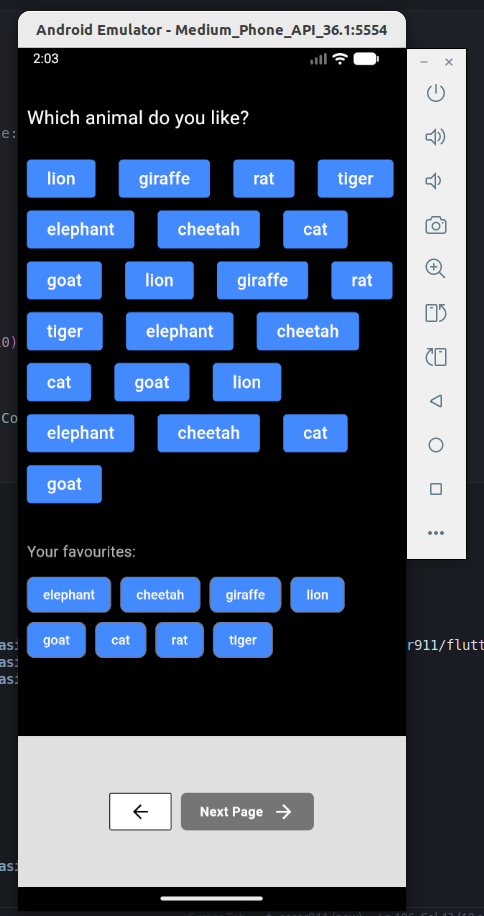 Android Emulator - Medium_Phone_API_36.1:5554
2:03
Which animal do you like?
lion giraffe rat tiger
elephant cheetah cat
goat lion giraffe rat
tiger elephant cheetah
cat goat lion
elephant cheetah cat
goat
Your favourites:
elephant cheetah giraffe lion
goat cat rat tiger
Next Page
e:
.0)
Co
asi
r911/flutt
asi
asi
asi